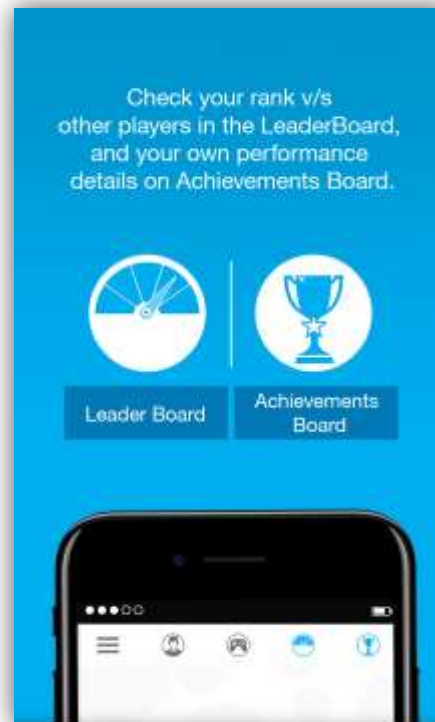 Check your rank v/s
other players in the LeaderBoard,
and your own performance
details on Achievements Board.
Leader Board
Achievements
Board